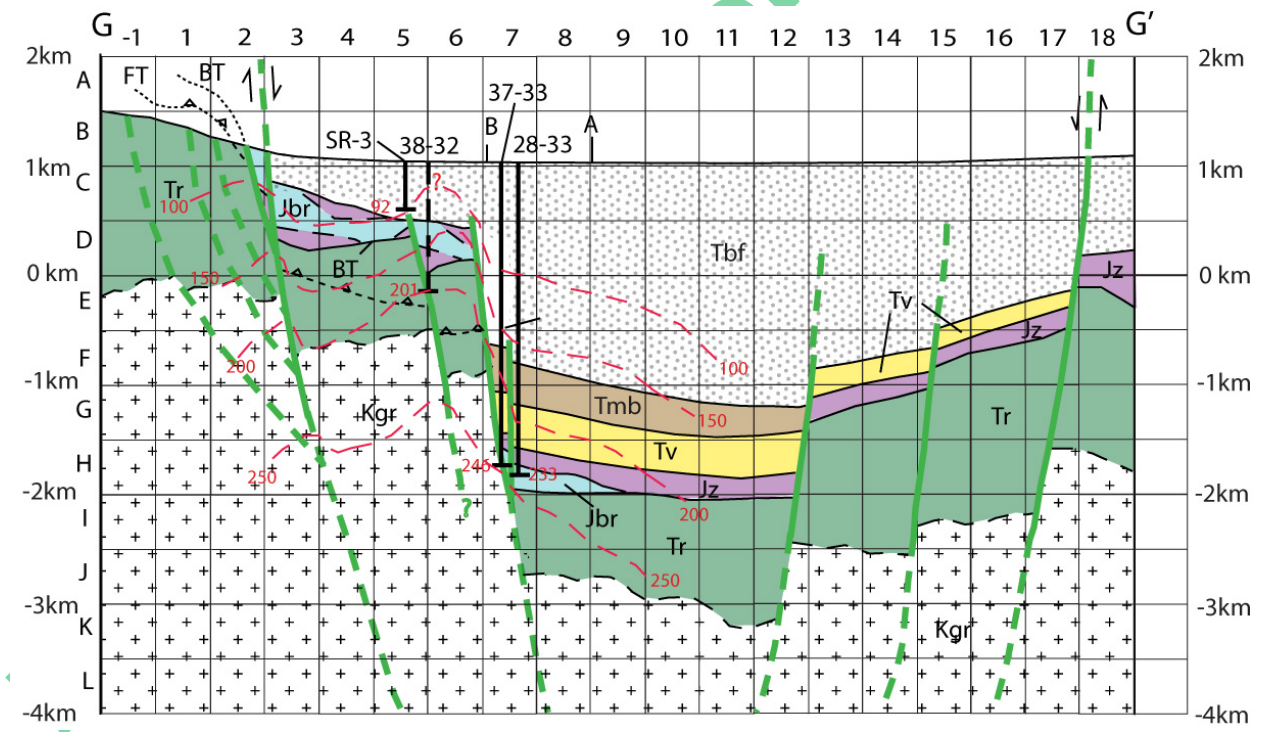 G -1 1 2 3 4 5 6 7 8 9 10 11 12 13 14 15 16 17 18 G'
2km 2km
A FT BT
37-33
B SR-3 38-32 B 28-33 A
1km 1km
C Tr 100 Jbr 92 ?
D BT Tbf Jz
0 km 0 km
E 150 201 Tv Jz
F 200 100
-1km -1km
G Kgr Tmb 150 Tr
H 250 246 233 Tv Jz
-2km -2km
I ? Jbr 200 Tr
J 250
-3km -3km
K Kgr
L
-4km -4km